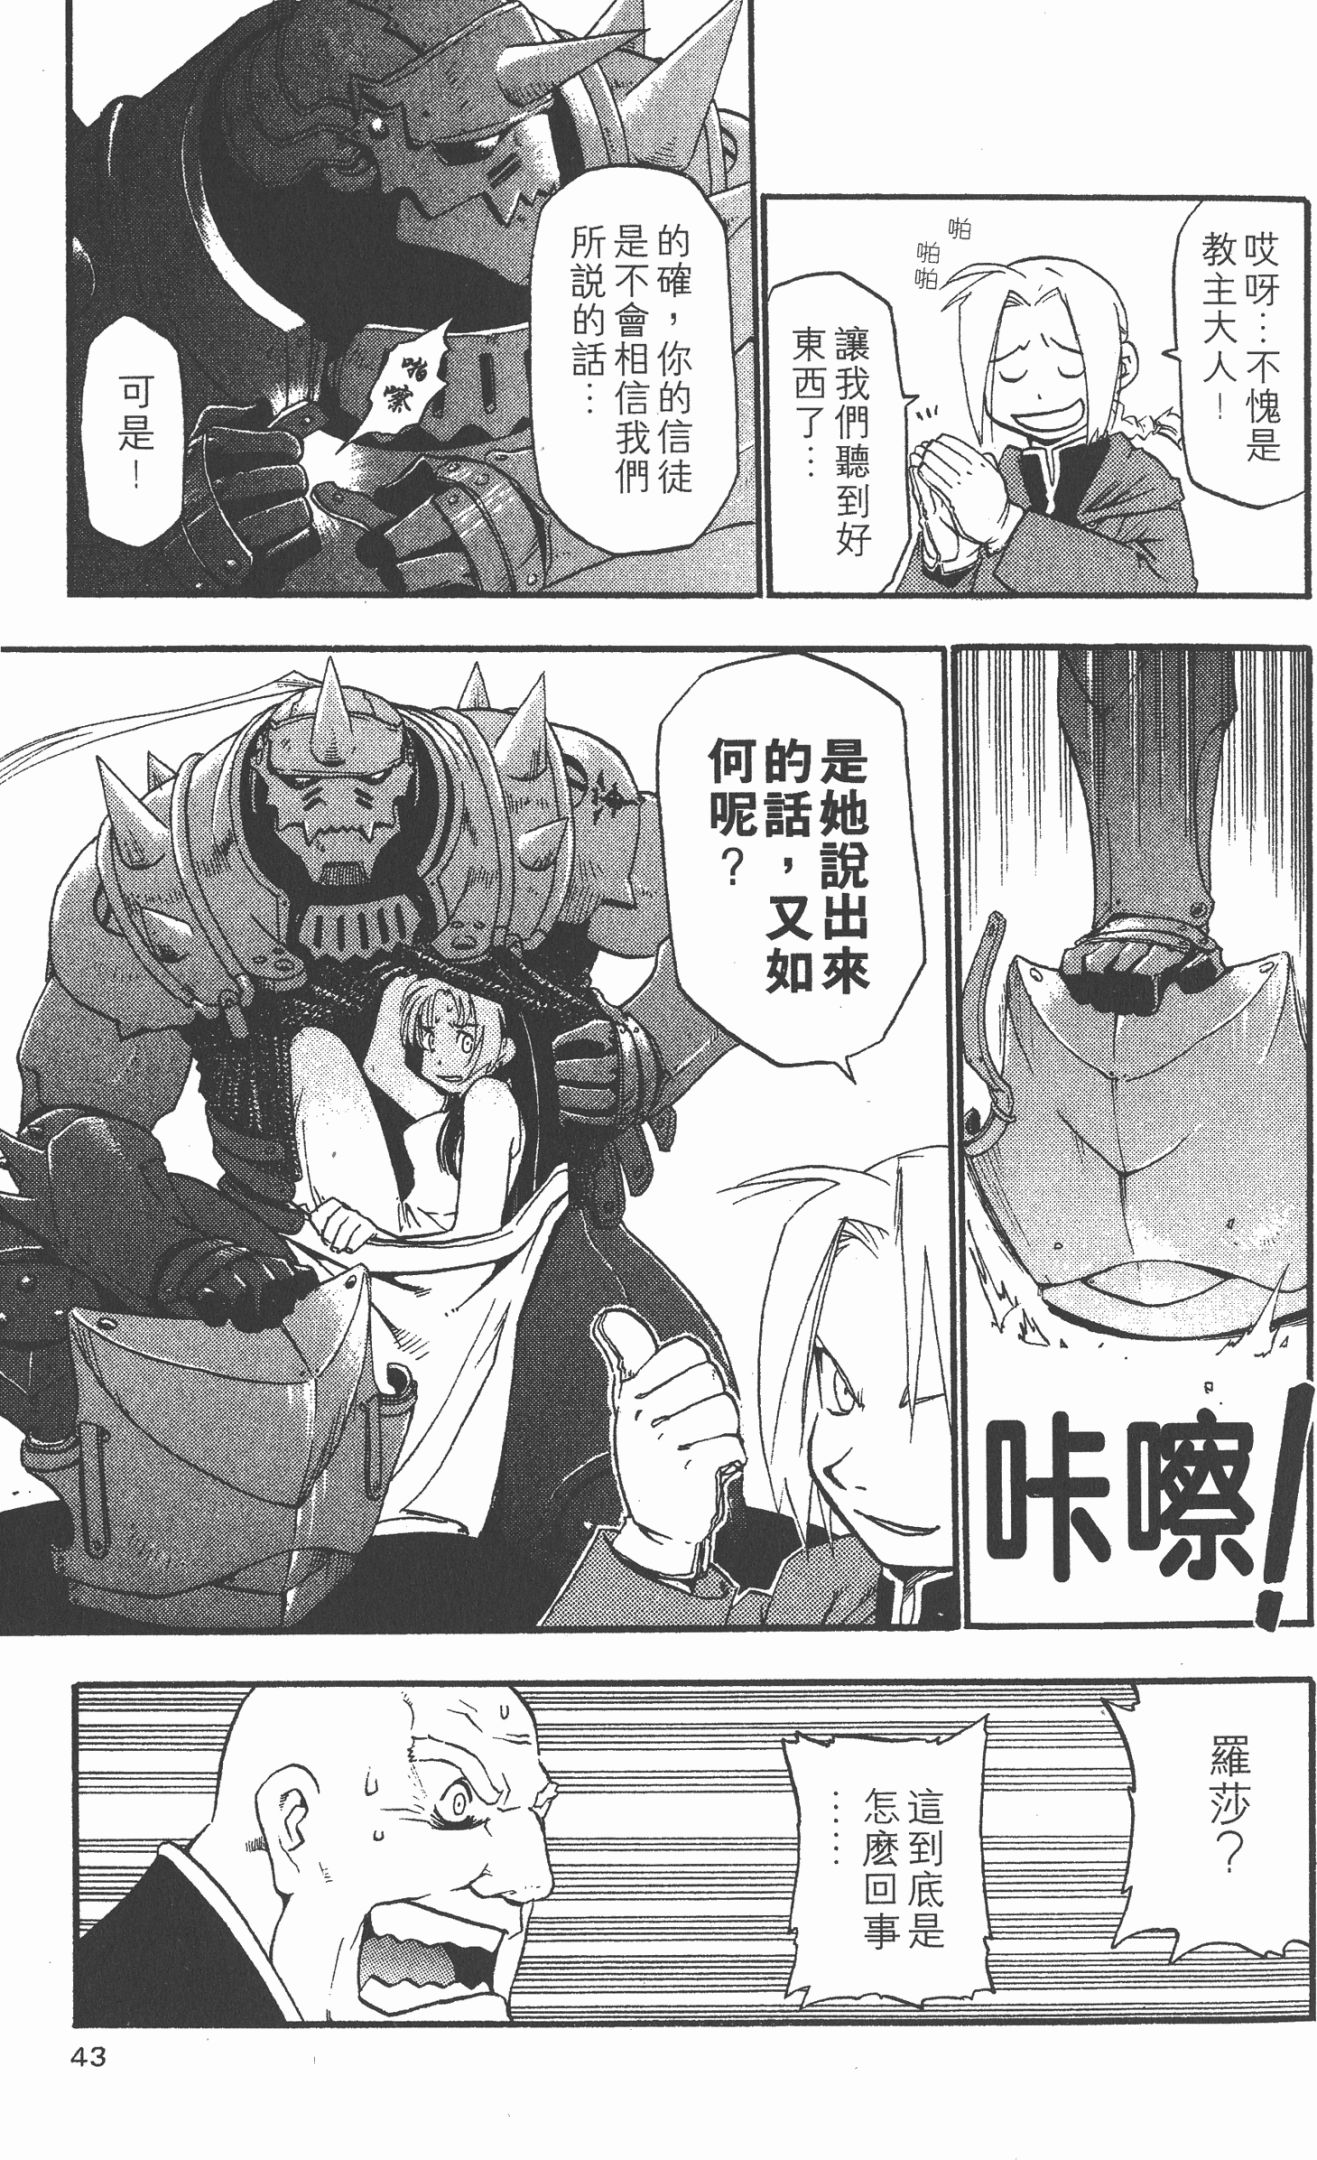 哎呀…不愧是
教主大人！
啪
啪
啪
讓我們聽到好
東西了…
的確，你的信徒
是不會相信我們
所說的話…
啪嚓
可是！
咔嚓！
是她說出來
的話，又如
何呢？
羅莎？
這到底是
怎麼回事
……
43